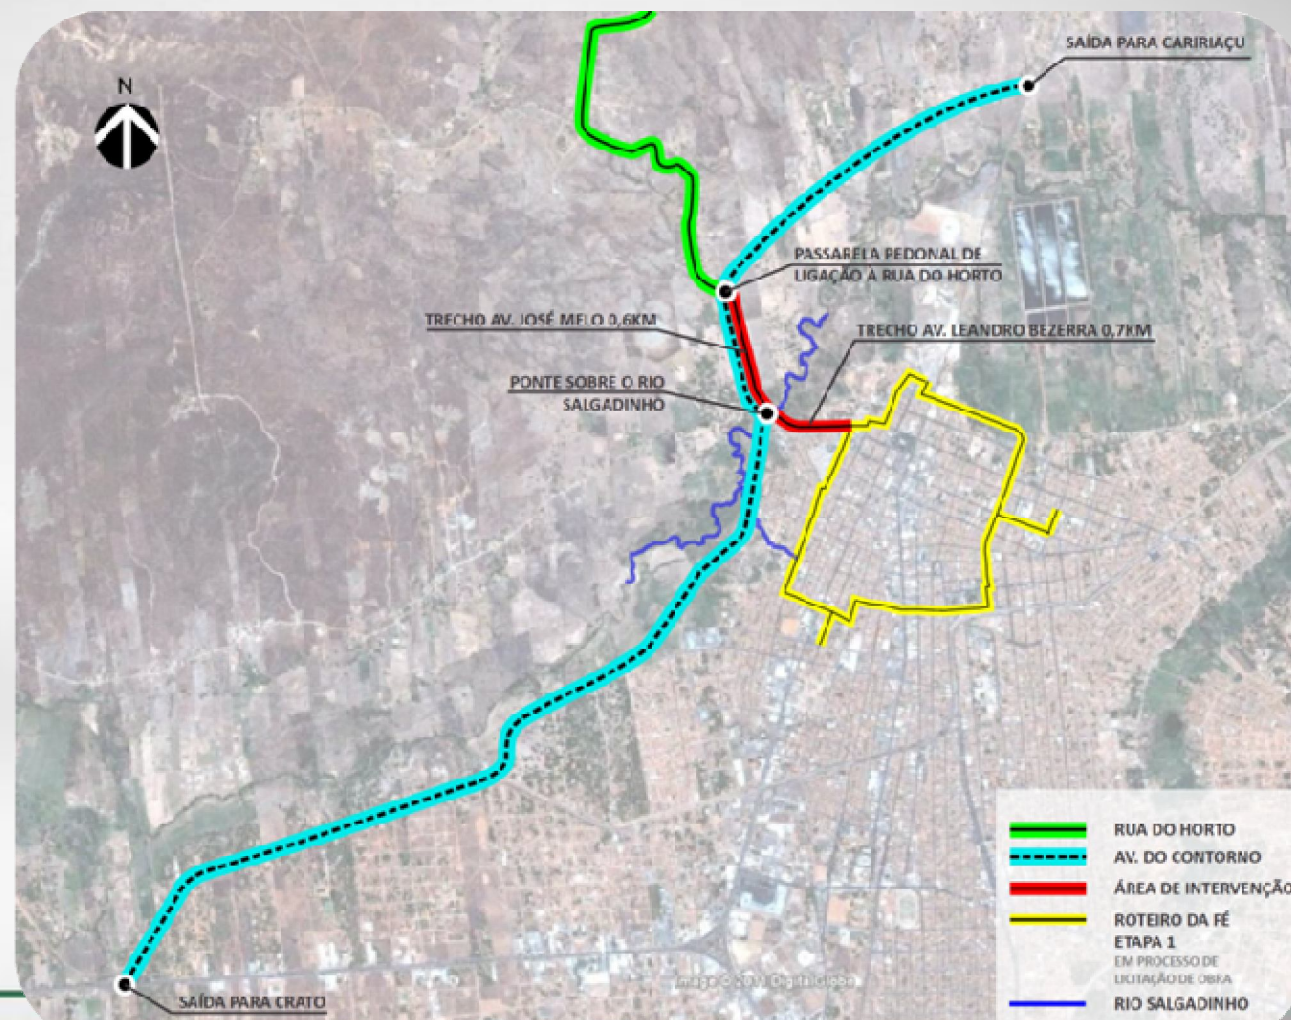 SAÍDA PARA CARIRIAÇU
N
PASSARELA PEDONAL DE
LIGAÇÃO A RUA DO HORTO
TRECHO AV. JOSÉ MELO 0,6KM
TRECHO AV. LEANDRO BEZERRA 0,7KM
PONTE SOBRE O RIO
SALGADINHO
RUA DO HORTO
AV. DO CONTORNO
ÁREA DE INTERVENÇÃO
ROTEIRO DA FÉ
ETAPA 1
EM PROCESSO DE
LICITAÇÃO DE OBRA
RIO SALGADINHO
SAÍDA PARA CRATO